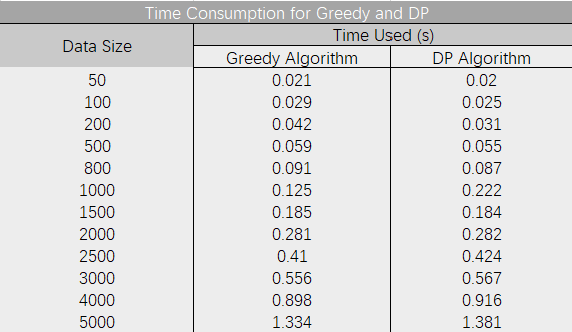 Time Consumption for Greedy and DP
Data Size
Time Used (s)
Greedy Algorithm DP Algorithm
50 0.021 0.02
100 0.029 0.025
200 0.042 0.031
500 0.059 0.055
800 0.091 0.087
1000 0.125 0.222
1500 0.185 0.184
2000 0.281 0.282
2500 0.41 0.424
3000 0.556 0.567
4000 0.898 0.916
5000 1.334 1.381